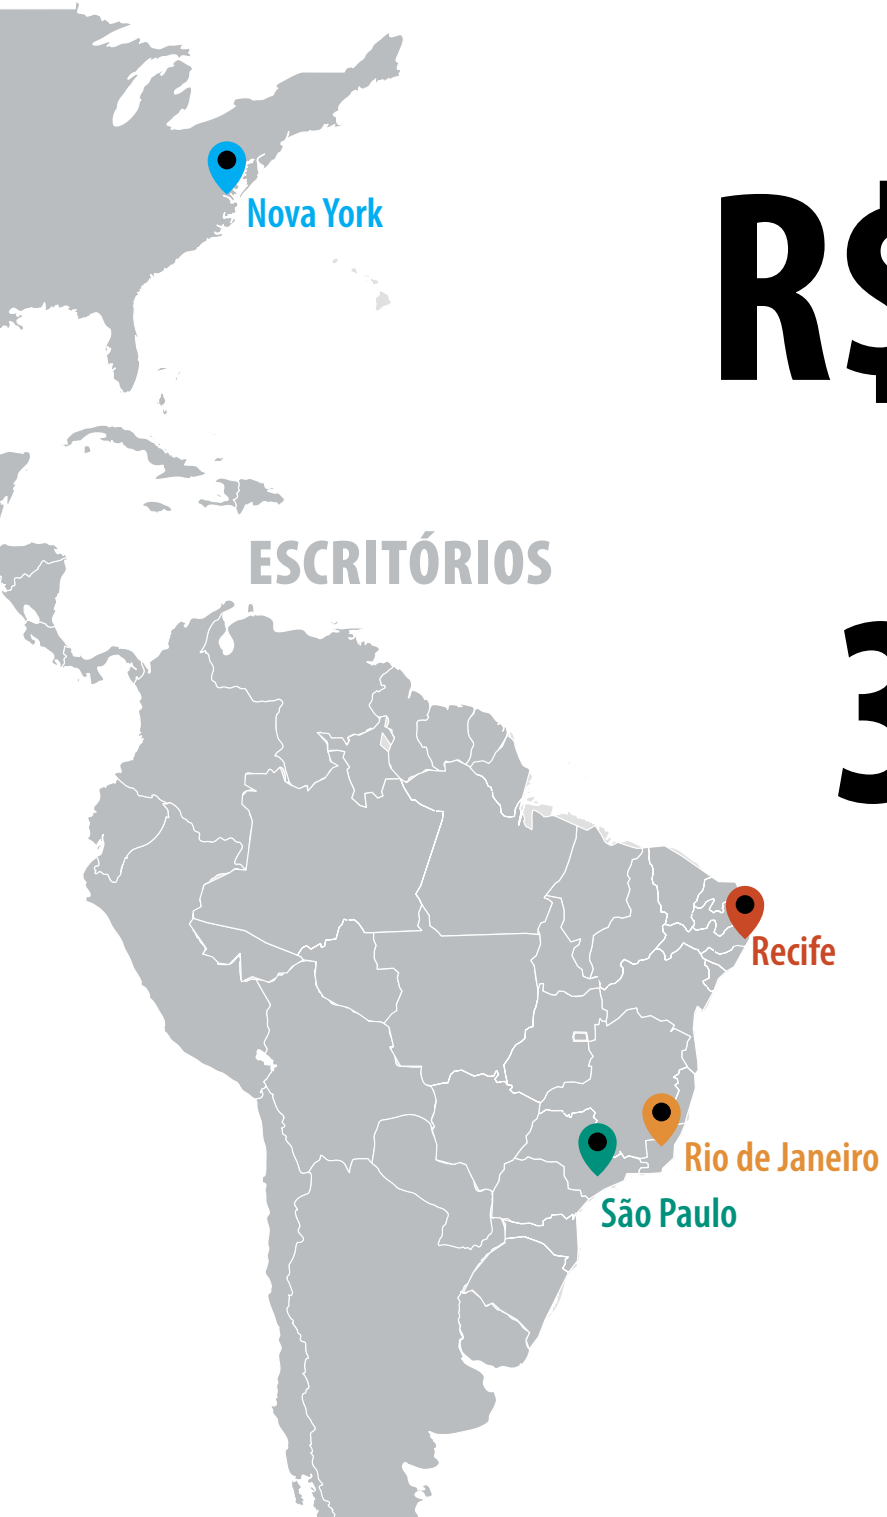 Nova York
R$
ESCRITÓRIOS
3
Recife
Rio de Janeiro
São Paulo